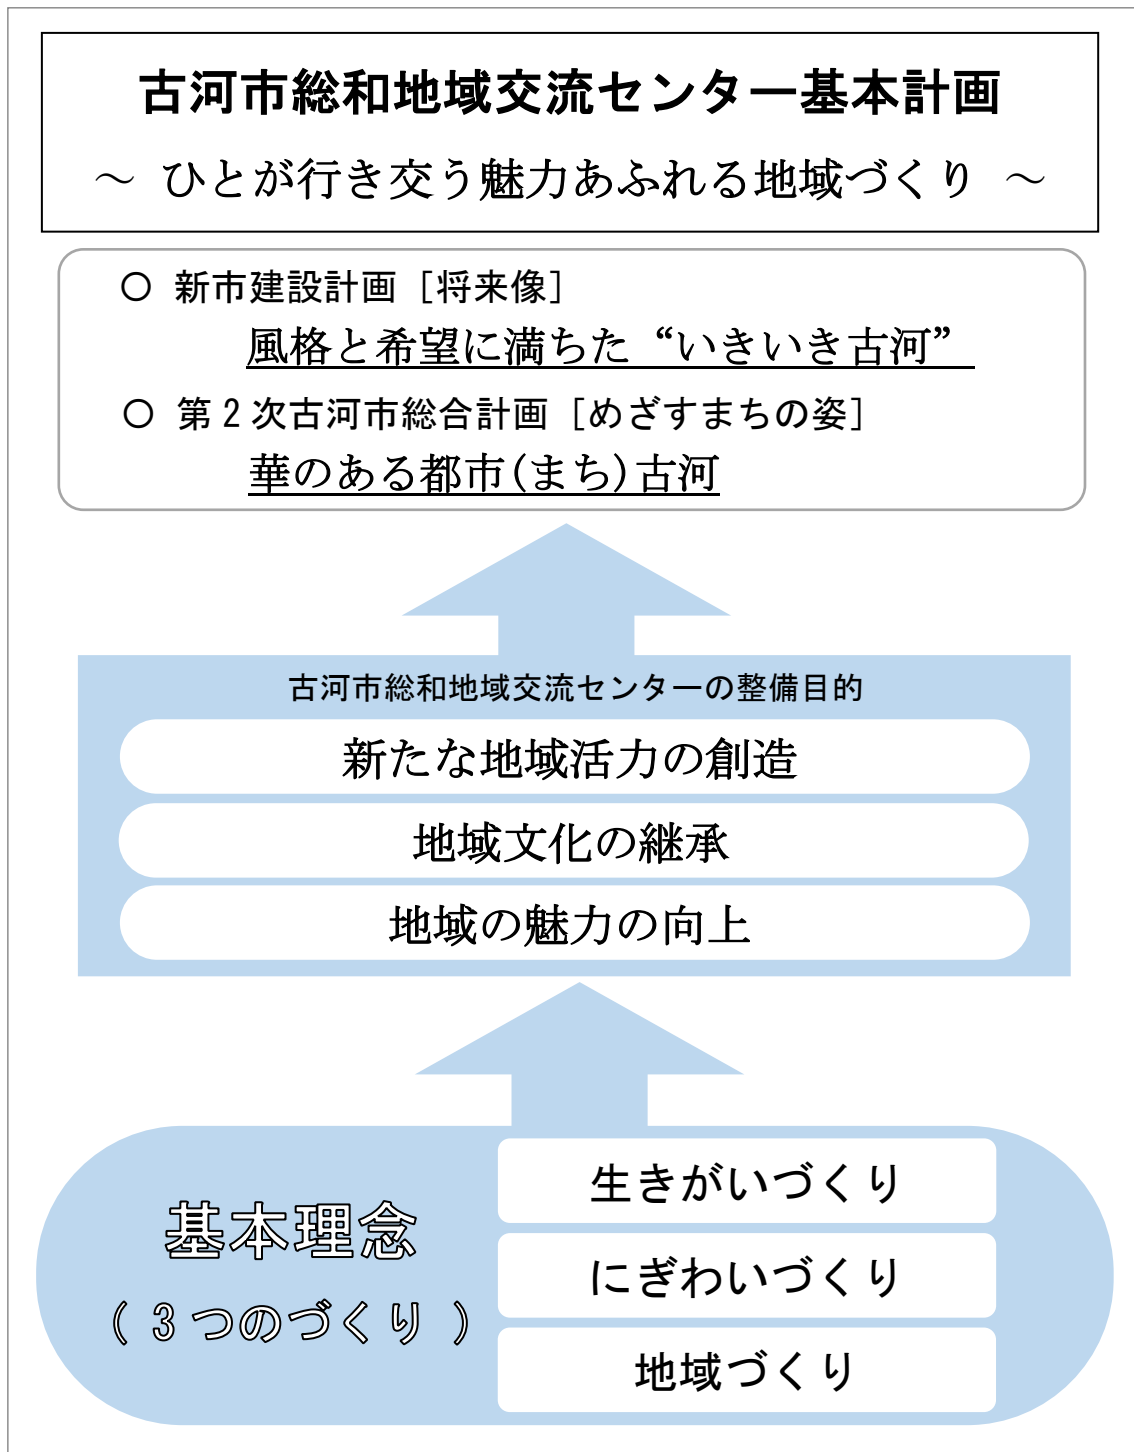 古河市総和地域交流センター基本計画
～ ひとが行き交う魅力あふれる地域づくり ～
○ 新市建設計画［将来像］
風格と希望に満ちた “いきいき古河”
○ 第２次古河市総合計画［めざすまちの姿］
華のある都市(まち)古河
古河市総和地域交流センターの整備目的
新たな地域活力の創造
地域文化の継承
地域の魅力の向上
基本理念
（ 3 つのづくり ）
生きがいづくり
にぎわいづくり
地域づくり